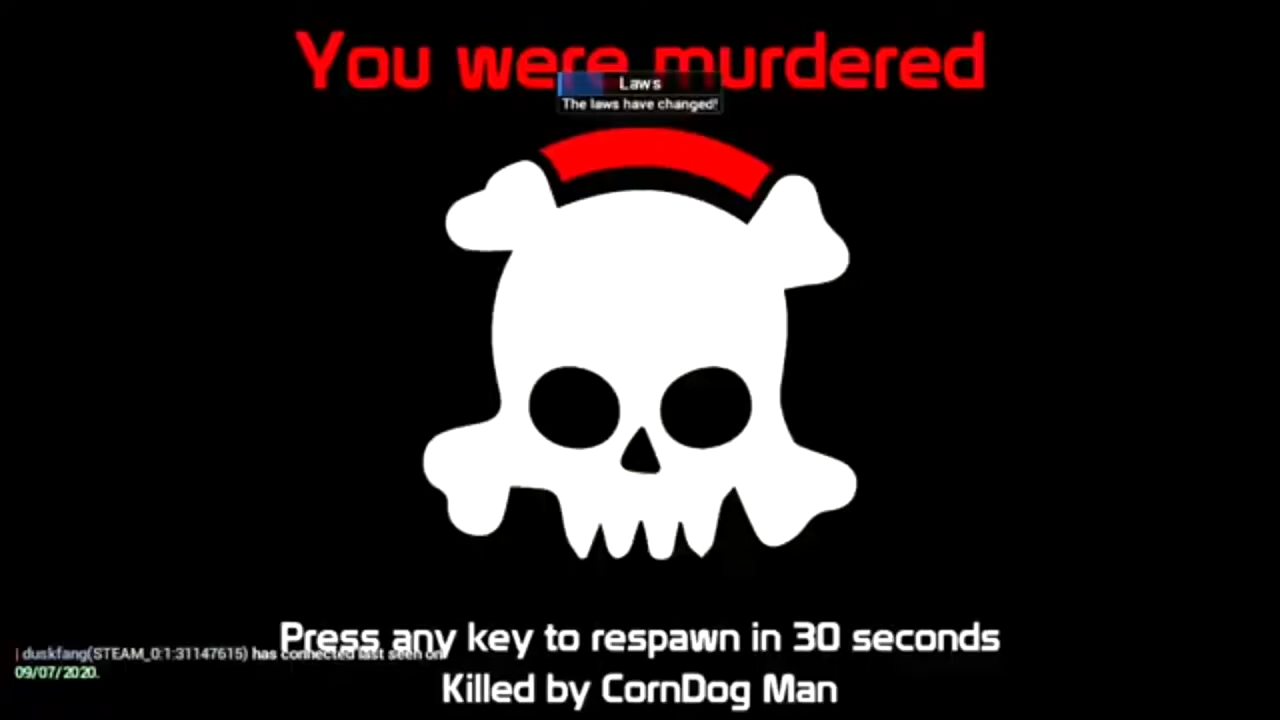 You were murdered
Laws
The laws have changed!
Press any key to respawn in 30 seconds
| duskfang(STEAM_0:1:31147615) has connected last seen on
09/07/2020.
Killed by CornDog Man